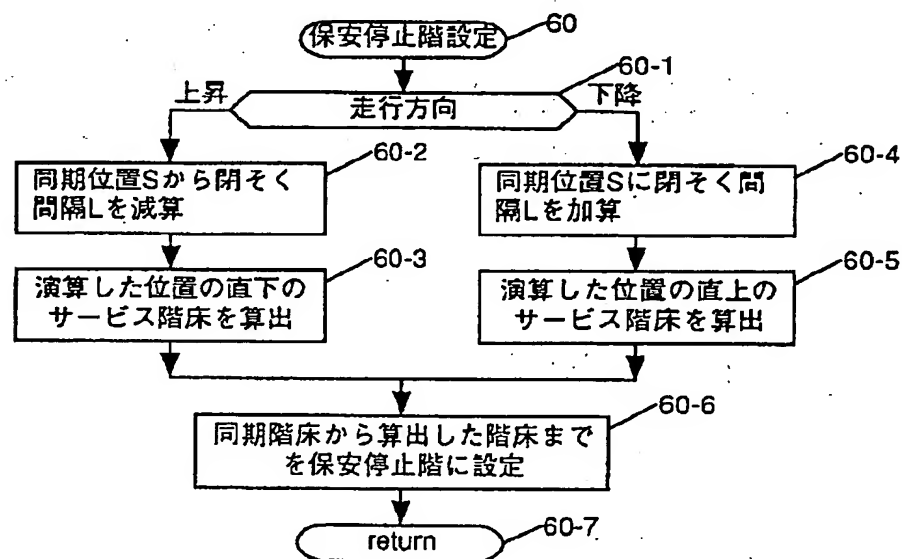 保安停止階設定
60
60-1
上昇
走行方向
下降
60-2
60-4
同期位置Sから閉そく
間隔Lを減算
同期位置Sに閉そく間
隔Lを加算
60-3
60-5
演算した位置の直下の
サービス階床を算出
演算した位置の直上の
サービス階床を算出
60-6
同期階床から算出した階床まで
を保安停止階に設定
return
60-7